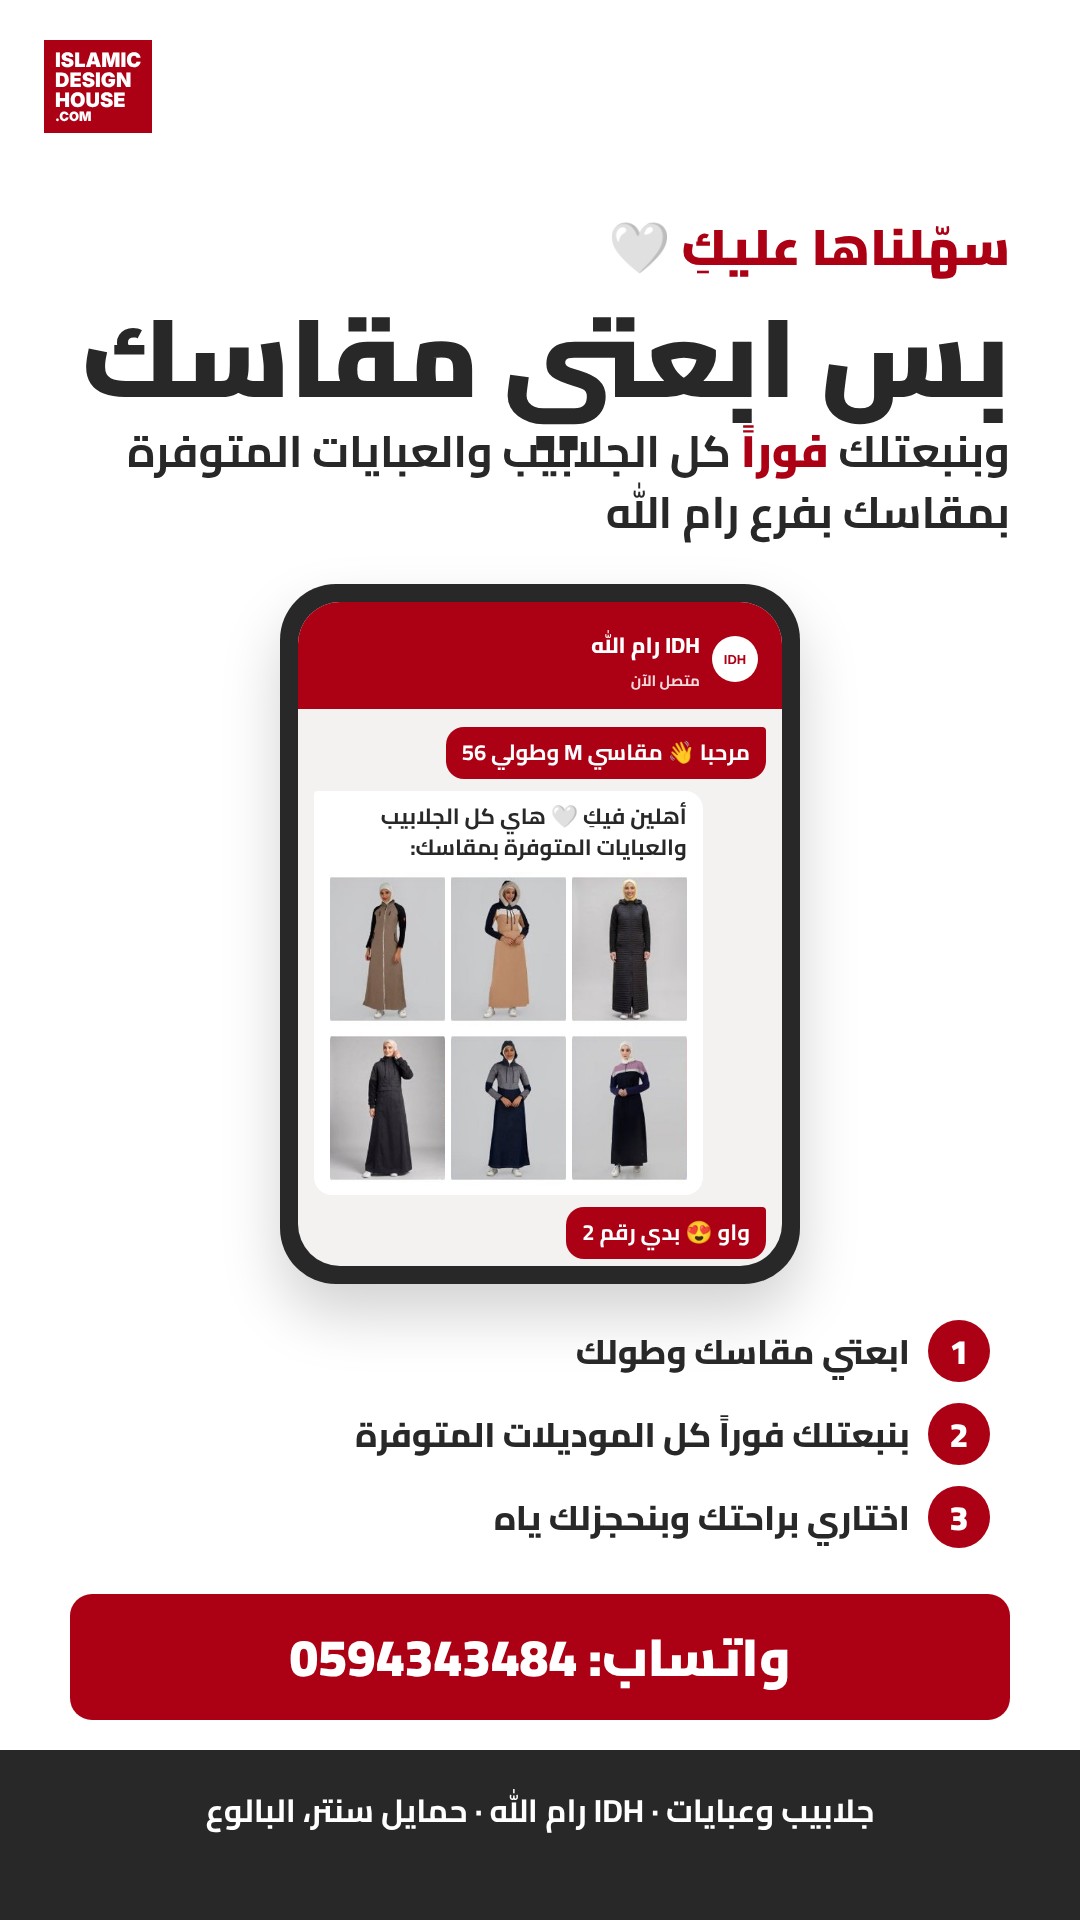 ISLAMIC
DESIGN
HOUSE
.COM
سهّلناها عليكِ 🤍
بس ابعتي مقاسك
وبنبعتلك فوراً كل الجلابيب والعبايات المتوفرة
بمقاسك بفرع رام الله
IDH رام الله
IDH
متصل الآن
مرحبا 👋 مقاسي M وطولي 56
أهلين فيكِ 🤍 هاي كل الجلابيب
والعبايات المتوفرة بمقاسك:
واو 😍 بدي رقم 2
1 ابعتي مقاسك وطولك
2 بنبعتلك فوراً كل الموديلات المتوفرة
3 اختاري براحتك وبنحجزلك ياه
واتساب: 0594343484
جلابيب وعبايات · IDH رام الله · حمايل سنتر، البالوع